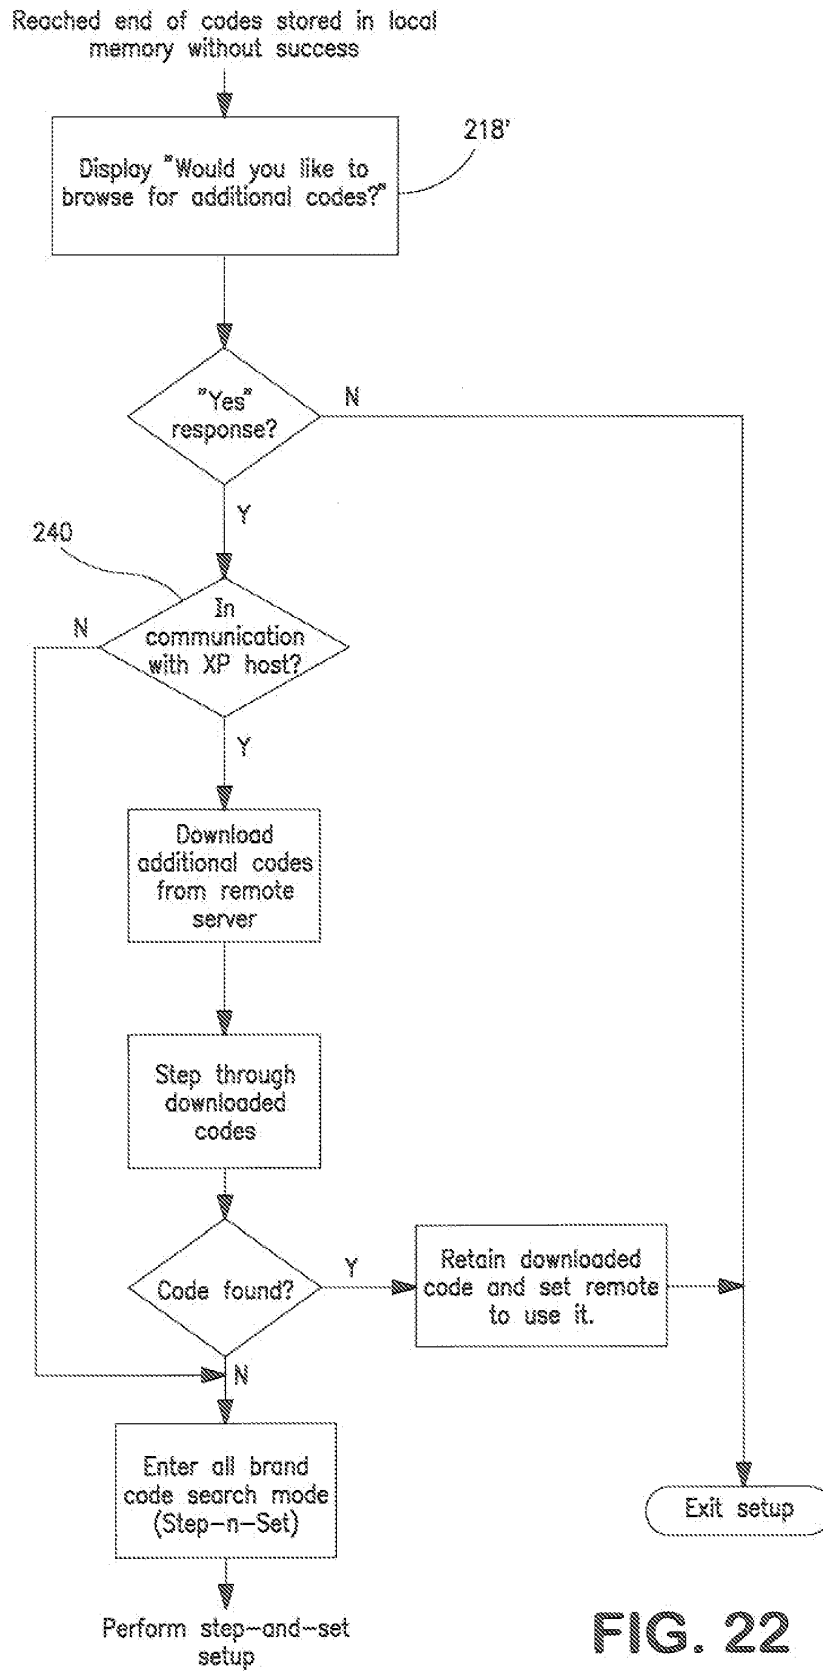 Reached end of codes stored in local
memory without success
218'
Display "Would you like to
browse for additional codes?"
"Yes"
response?
N
Y
240
In
communication
with XP host?
N
Y
Download
additional codes
from remote
server
Step through
downloaded
codes
Code found?
Y
Retain downloaded
code and set remote
to use it.
N
Enter all brand
code search mode
(Step-n-Set)
Exit setup
Perform step-and-set
setup
FIG. 22